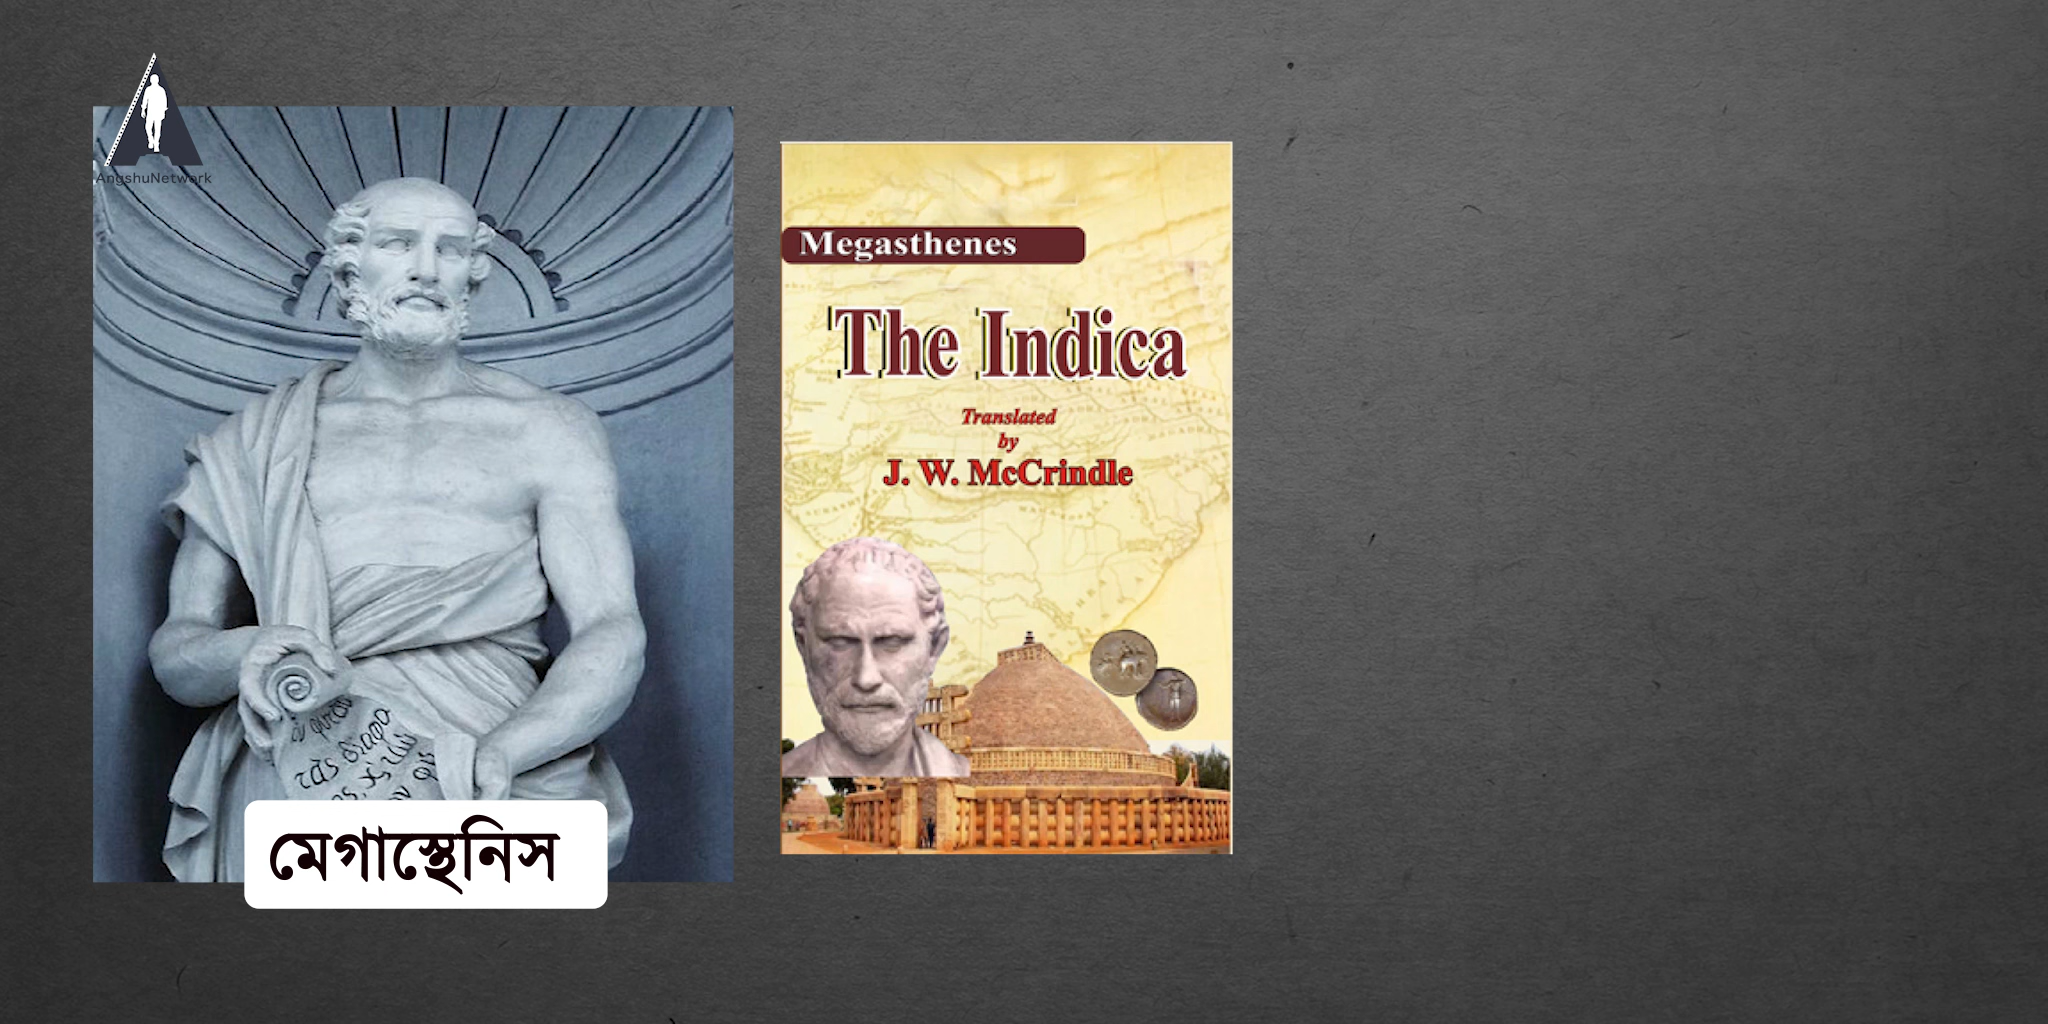 AngshuNetwork
মেগাস্থেনিস
Megasthenes
The Indica
Translated
by
J. W. McCrindle